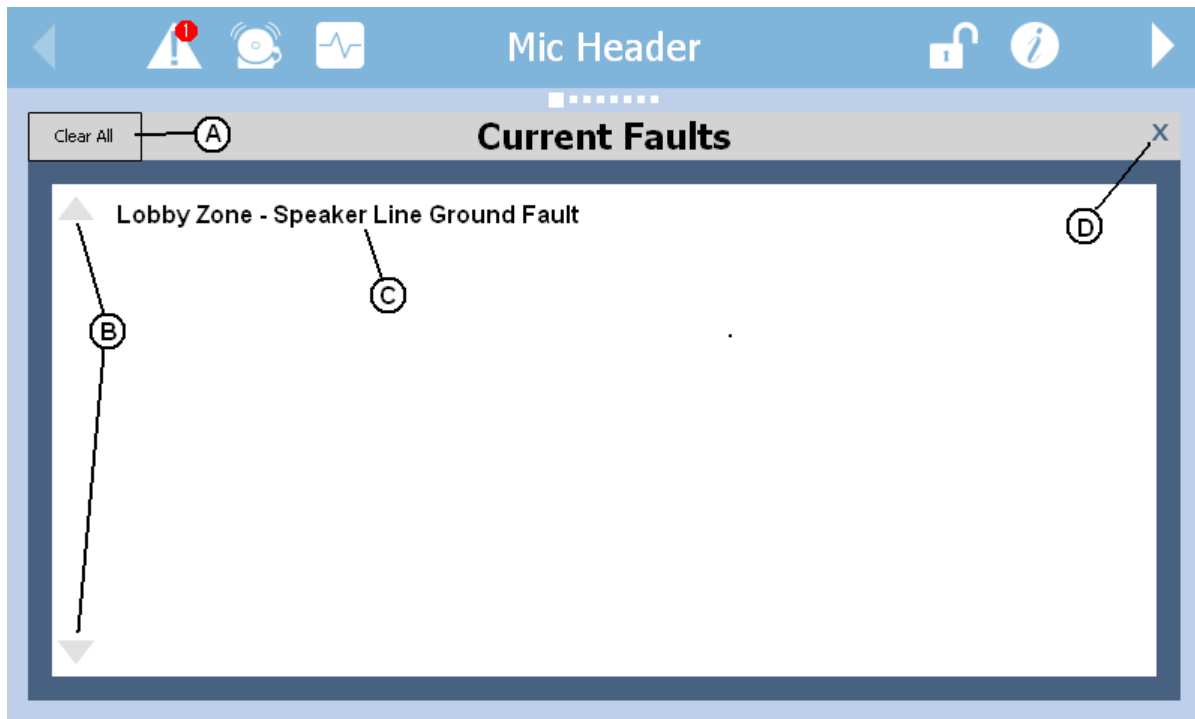 1
Mic Header
i
Clear All
A
Current Faults
X
Lobby Zone - Speaker Line Ground Fault
D
C
B